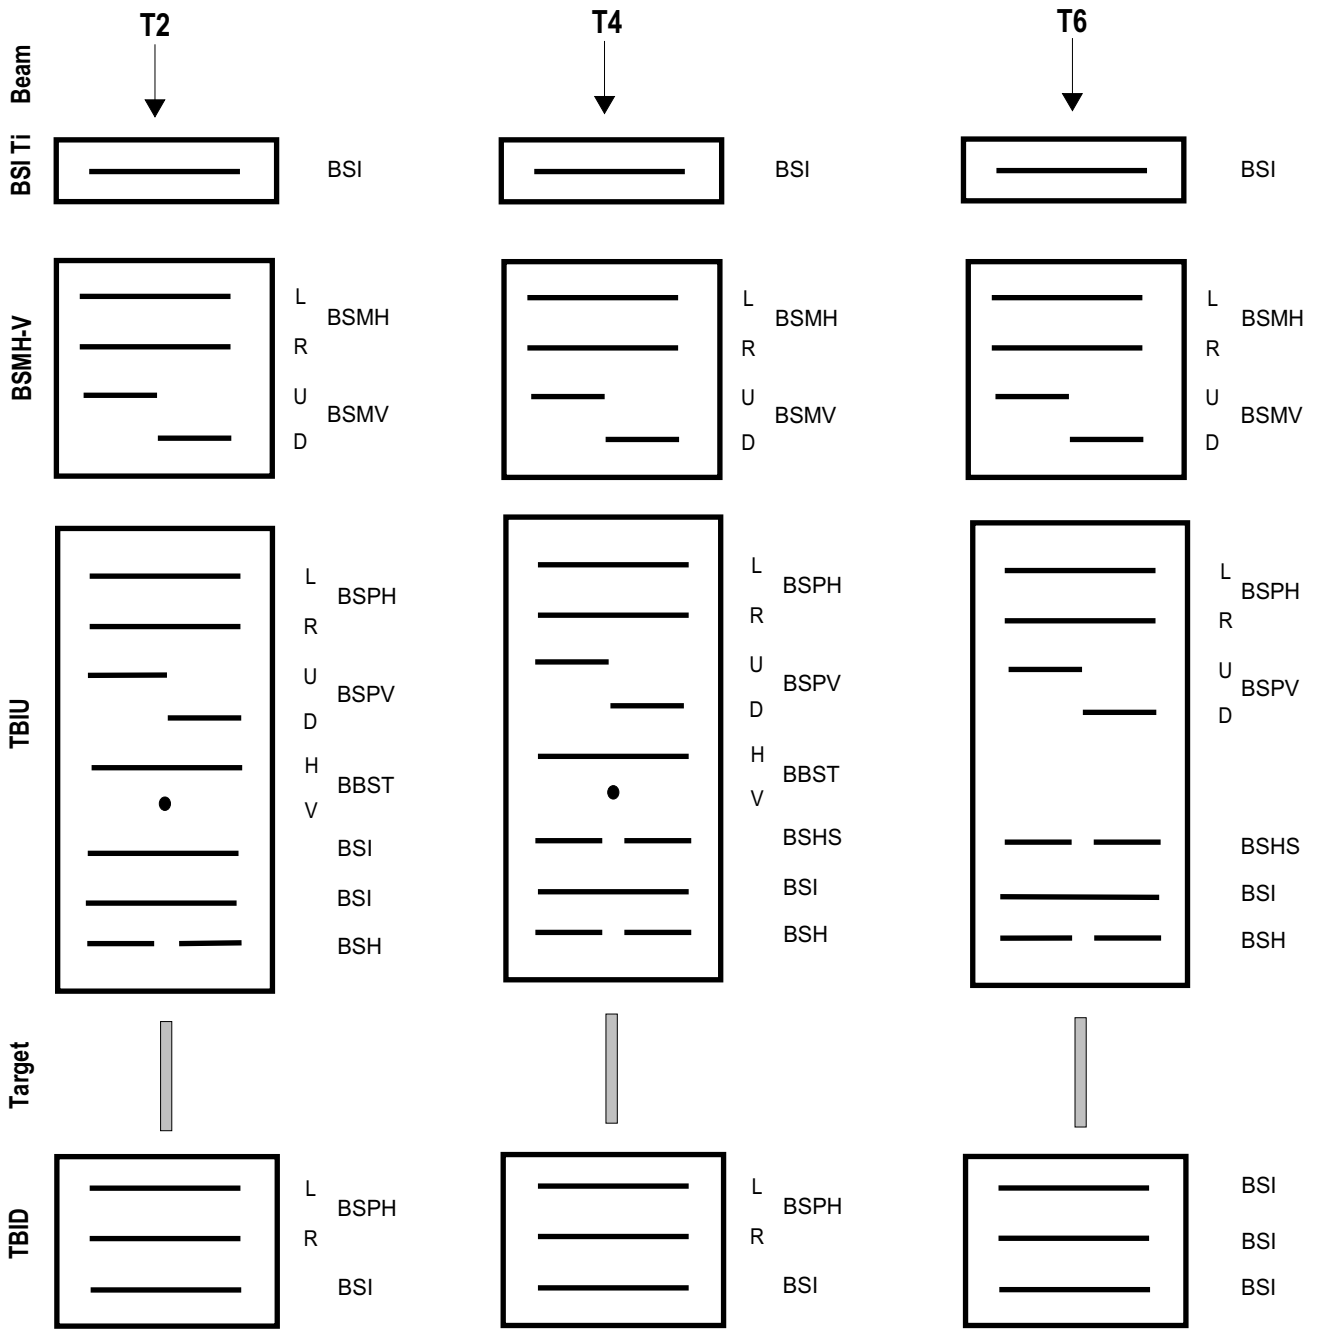 T2 T4 T6
Beam
BSI Ti
BSI BSI BSI
BSMH-V
L L L
BSMH BSMH BSMH
R R R
U U U
BSMV BSMV BSMV
D D D
TBIU
L L L
BSPH BSPH BSPH
R R R
U U U
BSPV BSPV BSPV
D D D
H H
BBST BBST
V V
BSI BSHS BSHS
BSI BSI BSI
BSH BSH BSH
Target
TBID
L L BSI
BSPH BSPH
R R BSI
BSI BSI BSI